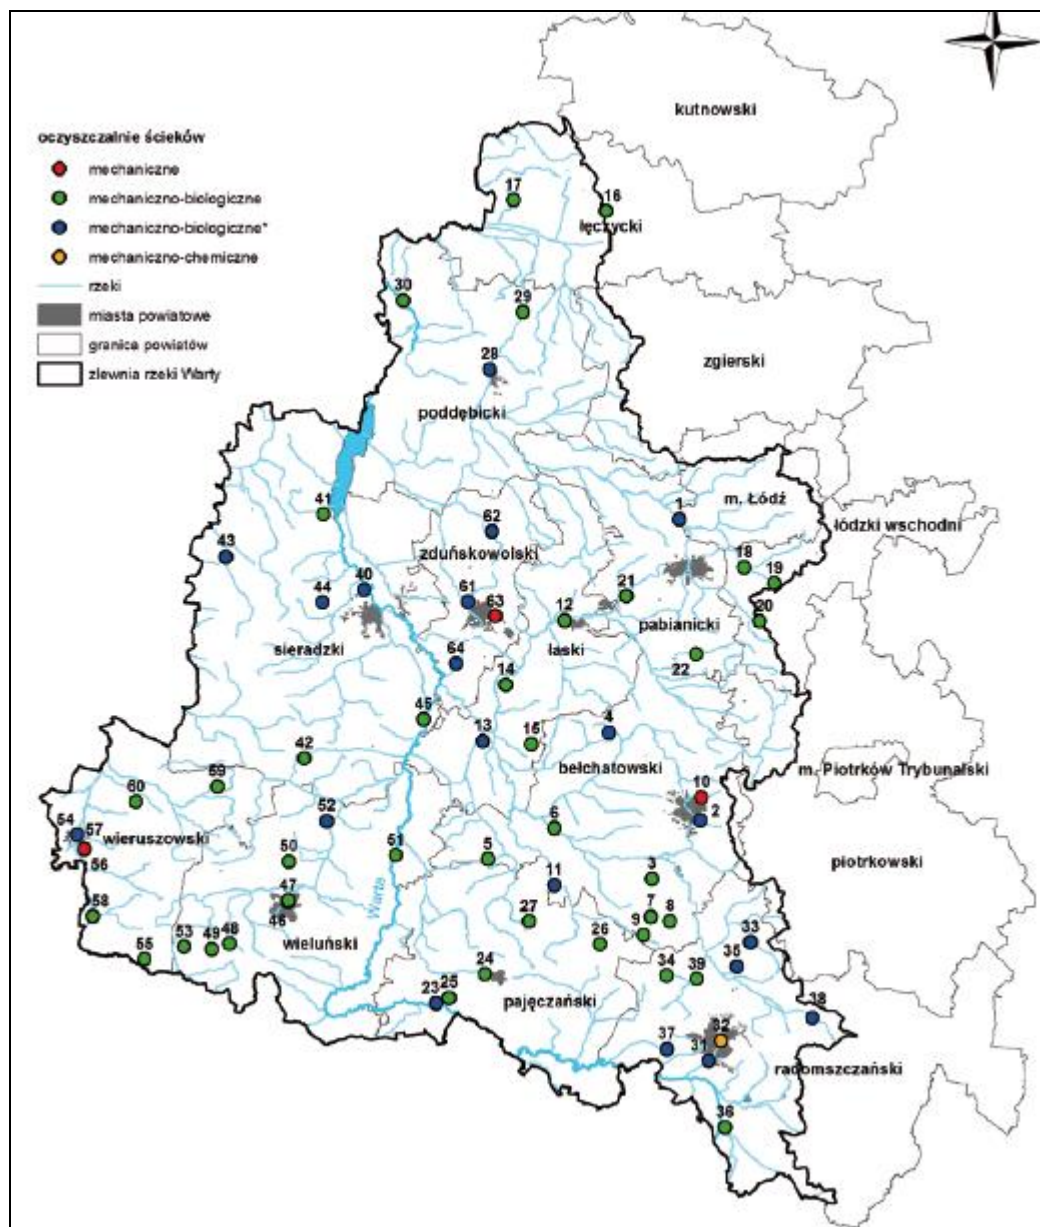 kutnowski
oczyszczalnie ścieków
mechaniczne
mechaniczno-biologiczne
mechaniczno-biologiczne*
mechaniczno-chemiczne
rzeki
miasta powiatowe
granica powiatów
zlewnia rzeki Warty
17
16
łęczycki
30
29
zgierski
28
poddębicki
41
62
1
m. Łódź
łódzki wschodni
43
zduńskowolski
18
19
44
40
61
63
12
21
20
pabianicki
sieradzki
64
14
łaski
22
45
13
15
4
42
bełchatowski
m. Piotrków Trybunalski
59
60
10
54
57
wieruszowski
52
6
2
56
50
51
5
11
3
piotrkowski
58
47
46
Warta
27
7
8
9
55
53
49
48
wieluński
26
33
35
24
34
39
23
25
pajęczański
38
37
32
31
radomszczański
36